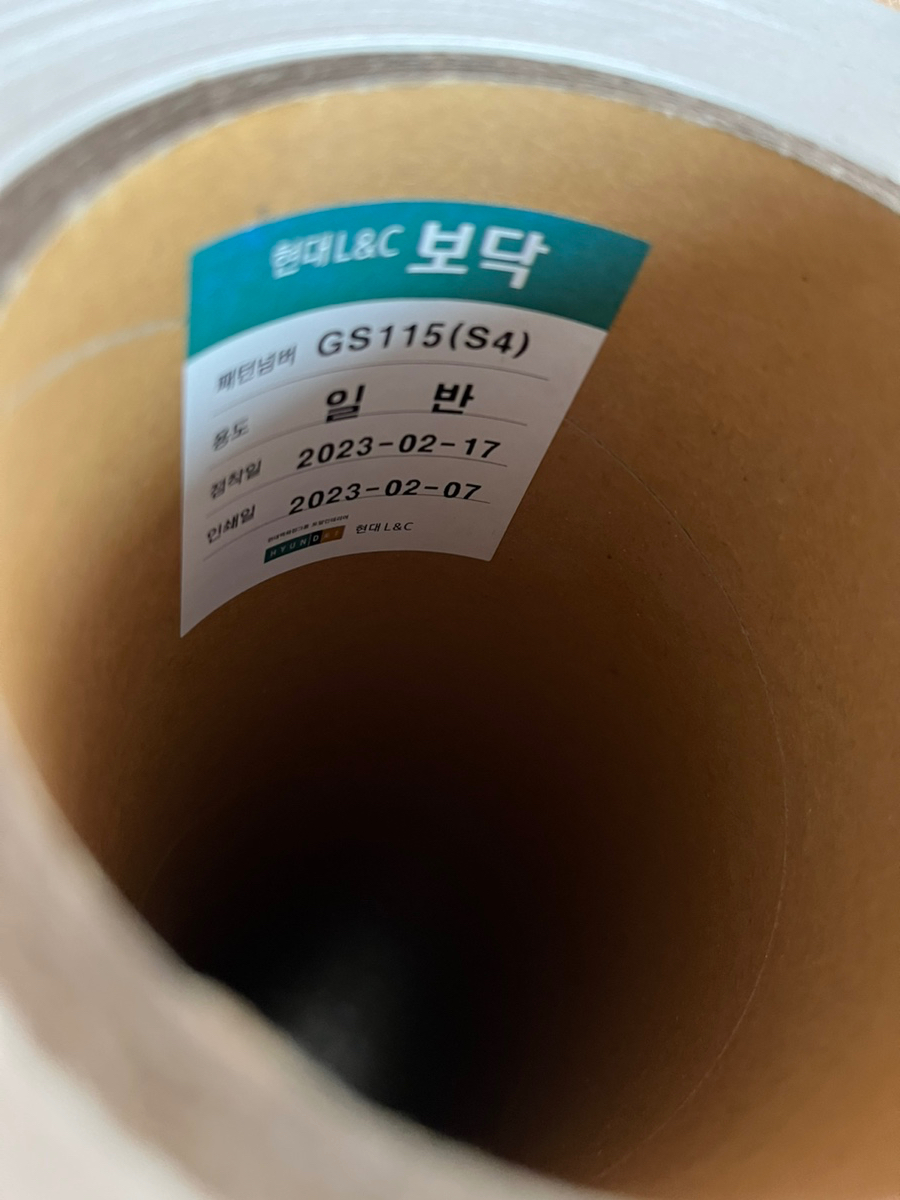 현대L&C 보닥
패턴넘버 GS115(S4)
용도 일 반
점착일 2023-02-17
인쇄일 2023-02-07
HYUNDAI 현대 L&C